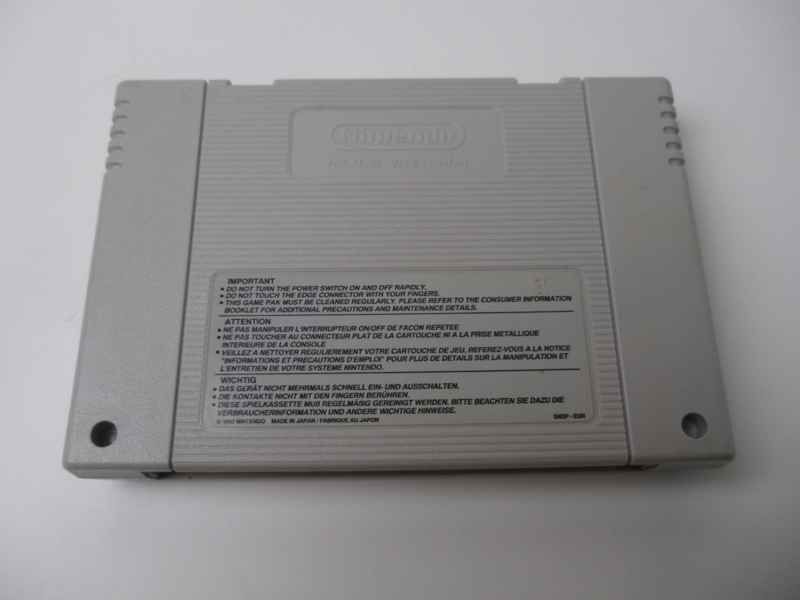 Nintendo
PAT. PEND. MADE IN JAPAN
31
IMPORTANT
• DO NOT TURN THE POWER SWITCH ON AND OFF RAPIDLY.
• DO NOT TOUCH THE EDGE CONNECTOR WITH YOUR FINGERS.
• THIS GAME PAK MUST BE CLEANED REGULARLY. PLEASE REFER TO THE CONSUMER INFORMATION
BOOKLET FOR ADDITIONAL PRECAUTIONS AND MAINTENANCE DETAILS.
ATTENTION
• NE PAS MANIPULER L'INTERRUPTEUR ON/OFF DE FACON REPETEE
• NE PAS TOUCHER AU CONNECTEUR PLAT DE LA CARTOUCHE NI A LA PRISE METALLIQUE
INTERIEURE DE LA CONSOLE
• VEILLEZ A NETTOYER REGULIEREMENT VOTRE CARTOUCHE DE JEU. REFEREZ-VOUS A LA NOTICE
"INFORMATIONS ET PRECAUTIONS D'EMPLOI" POUR PLUS DE DETAILS SUR LA MANIPULATION ET
L'ENTRETIEN DE VOTRE SYSTEME NINTENDO.
WICHTIG
• DAS GERÄT NICHT MEHRMALS SCHNELL EIN- UND AUSSCHALTEN.
• DIE KONTAKTE NICHT MIT DEN FINGERN BERÜHREN.
• DIESE SPIELKASSETTE MUß REGELMÄßIG GEREINIGT WERDEN. BITTE BEACHTEN SIE DAZU DIE
VERBRAUCHERINFORMATION UND ANDERE WICHTIGE HINWEISE.
© 1992 NINTENDO MADE IN JAPAN / FABRIQUE AU JAPON SNSP-EUR